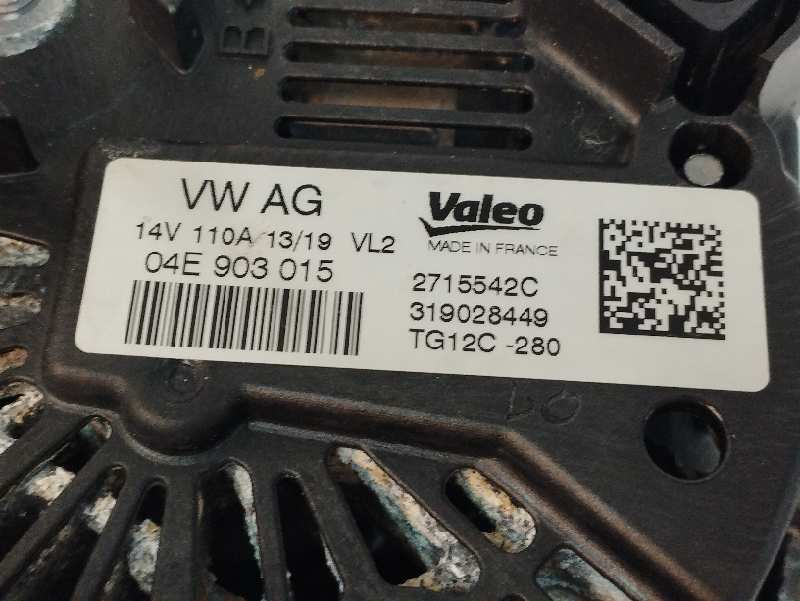 B+
VW AG
14V 110A 13/19 VL2
04E 903 015
Valeo
MADE IN FRANCE
2715542C
319028449
TG12C -280